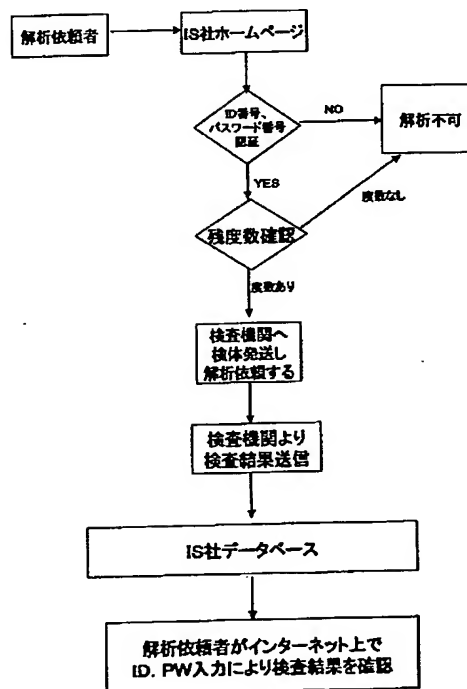 解析依頼者
IS社ホームページ
ID番号、
パスワード番号
認証
NO
解析不可
YES
度数なし
残度数確認
度数あり
検査機関へ
検体発送し
解析依頼する
検査機関より
検査結果送信
IS社データベース
解析依頼者がインターネット上で
ID. PW入力により検査結果を確認